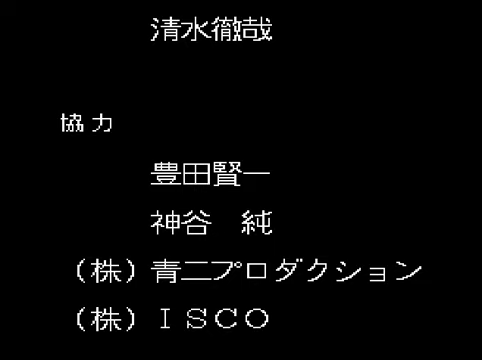 清水徹哉
協力
豊田賢一
神谷　純
(株)青二プロダクション
(株)ＩＳＣＯ